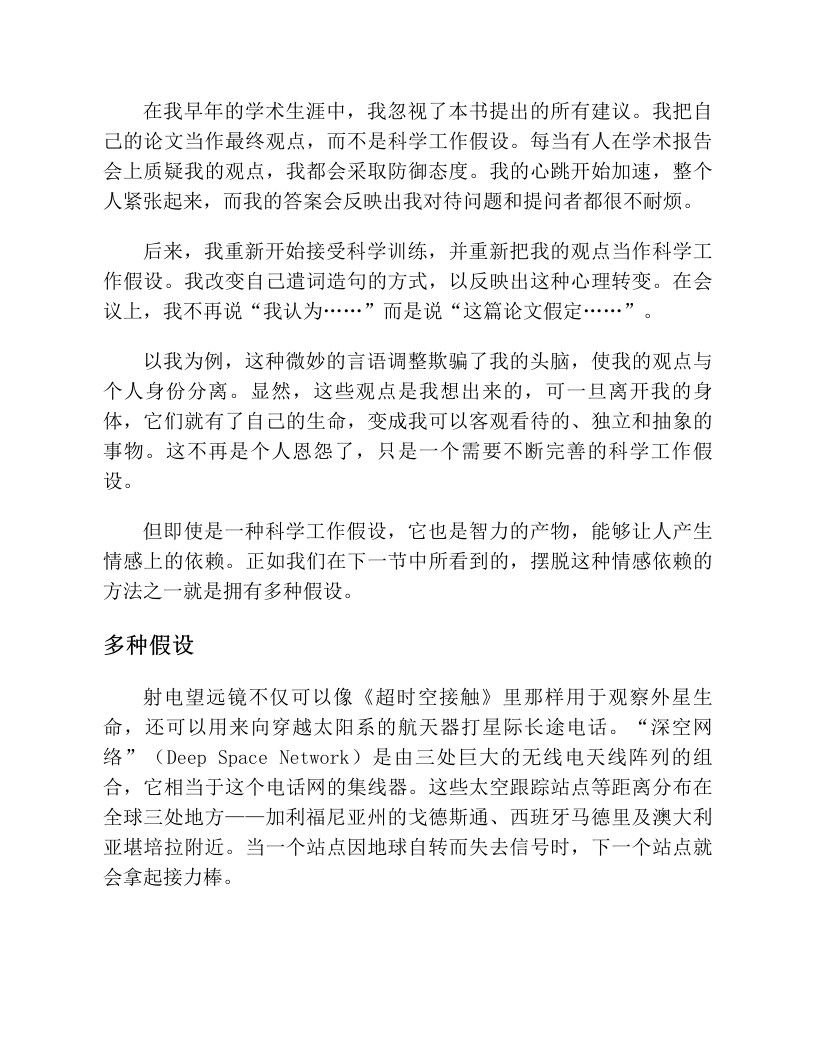 在我早年的学术生涯中，我忽视了本书提出的所有建议。我把自
己的论文当作最终观点，而不是科学工作假设。每当有人在学术报告
会上质疑我的观点，我都会采取防御态度。我的心跳开始加速，整个
人紧张起来，而我的答案会反映出我对待问题和提问者都很不耐烦。
后来，我重新开始接受科学训练，并重新把我的观点当作科学工
作假设。我改变自己遣词造句的方式，以反映出这种心理转变。在会
议上，我不再说“我认为……”而是说“这篇论文假定……”。
以我为例，这种微妙的言语调整欺骗了我的头脑，使我的观点与
个人身份分离。显然，这些观点是我想出来的，可一旦离开我的身
体，它们就有了自己的生命，变成我可以客观看待的、独立和抽象的
事物。这不再是个人恩怨了，只是一个需要不断完善的科学工作假
设。
但即使是一种科学工作假设，它也是智力的产物，能够让人产生
情感上的依赖。正如我们在下一节中所看到的，摆脱这种情感依赖的
方法之一就是拥有多种假设。
多种假设
射电望远镜不仅可以像《超时空接触》里那样用于观察外星生
命，还可以用来向穿越太阳系的航天器打星际长途电话。“深空网
络”（Deep Space Network）是由三处巨大的无线电天线阵列的组
合，它相当于这个电话网的集线器。这些太空跟踪站点等距离分布在
全球三处地方——加利福尼亚州的戈德斯通、西班牙马德里及澳大利
亚堪培拉附近。当一个站点因地球自转而失去信号时，下一个站点就
会拿起接力棒。